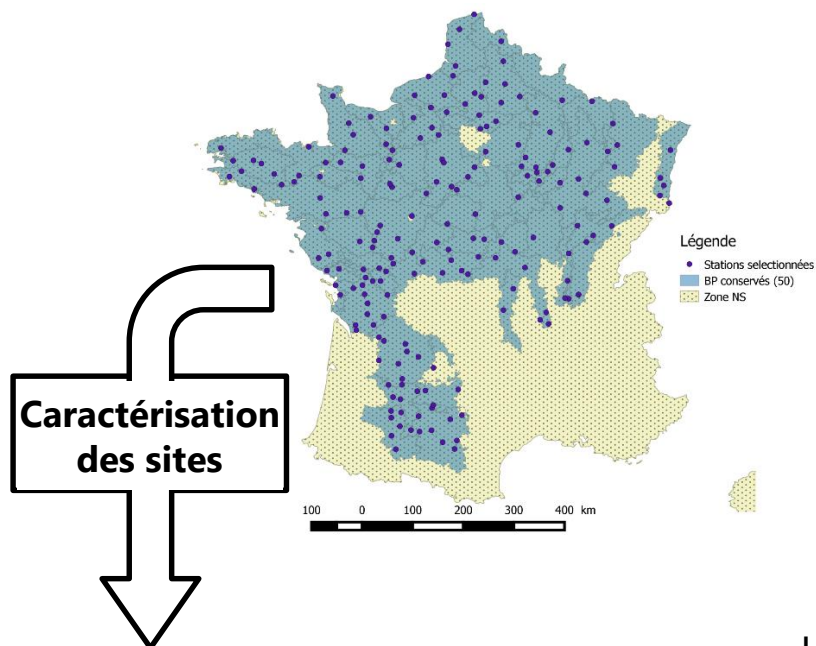 Légende
Stations selectionnées
BP conservés (50)
Zone NS
Caractérisation
des sites
100 0 100 200 300 400 km